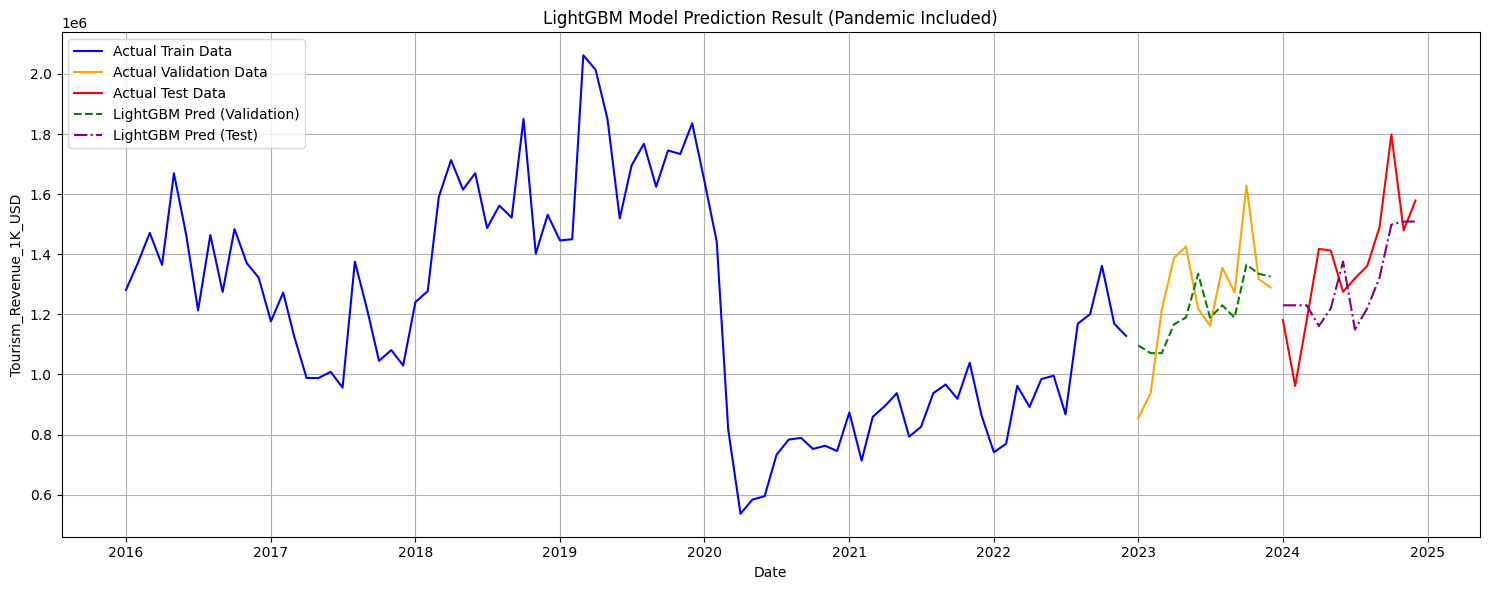 LightGBM Model Prediction Result (Pandemic Included)
1e6
Actual Train Data
Actual Validation Data
Actual Test Data
LightGBM Pred (Validation)
LightGBM Pred (Test)
Tourism_Revenue_1K_USD
2.0
1.8
1.6
1.4
1.2
1.0
0.8
0.6
2016 2017 2018 2019 2020 2021 2022 2023 2024 2025
Date